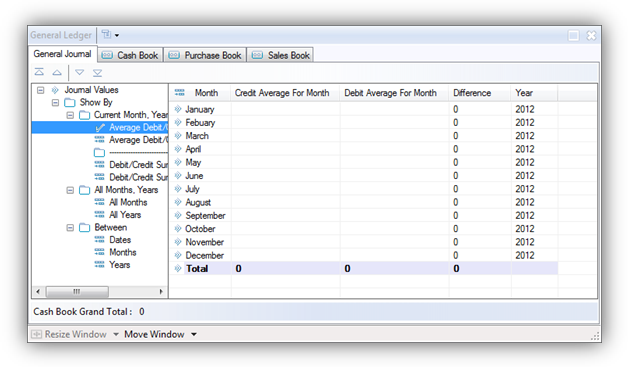 General Ledger
General Journal Cash Book Purchase Book Sales Book
Journal Values
Show By
Current Month, Year
Average Debit/C
Average Debit/C
--------------------
Debit/Credit Sur
Debit/Credit Sur
All Months, Years
All Months
All Years
Between
Dates
Months
Years
Month Credit Average For Month Debit Average For Month Difference Year
January 0 2012
Febuary 0 2012
March 0 2012
April 0 2012
May 0 2012
June 0 2012
July 0 2012
August 0 2012
September 0 2012
October 0 2012
November 0 2012
December 0 2012
Total 0 0 0
Cash Book Grand Total : 0
Resize Window Move Window